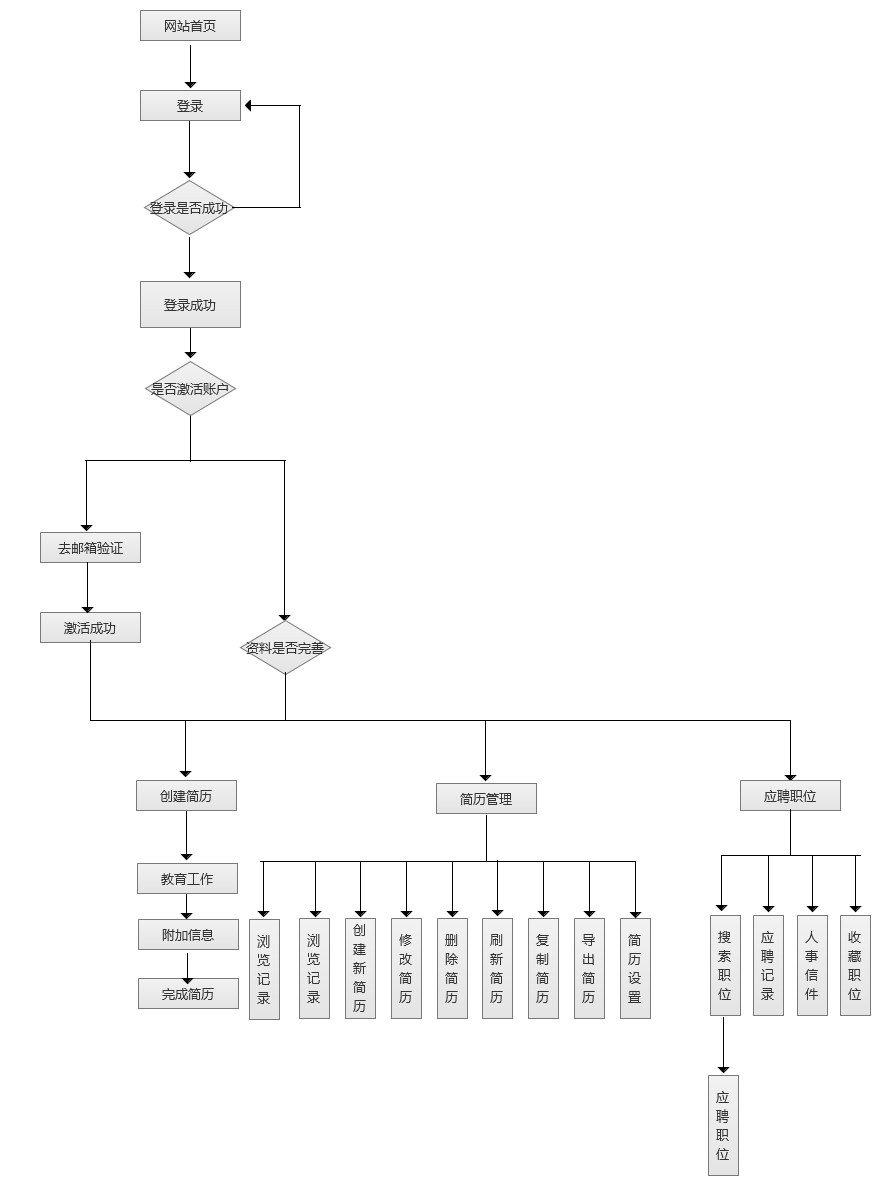 网站首页
登录
登录是否成功
登录成功
是否激活账户
去邮箱验证
激活成功
资料是否完善
创建简历
简历管理
应聘职位
教育工作
附加信息
完成简历
浏览记录
浏览记录
创建新简历
修改简历
删除简历
刷新简历
复制简历
导出简历
简历设置
搜索职位
应聘记录
人事信件
收藏职位
应聘职位